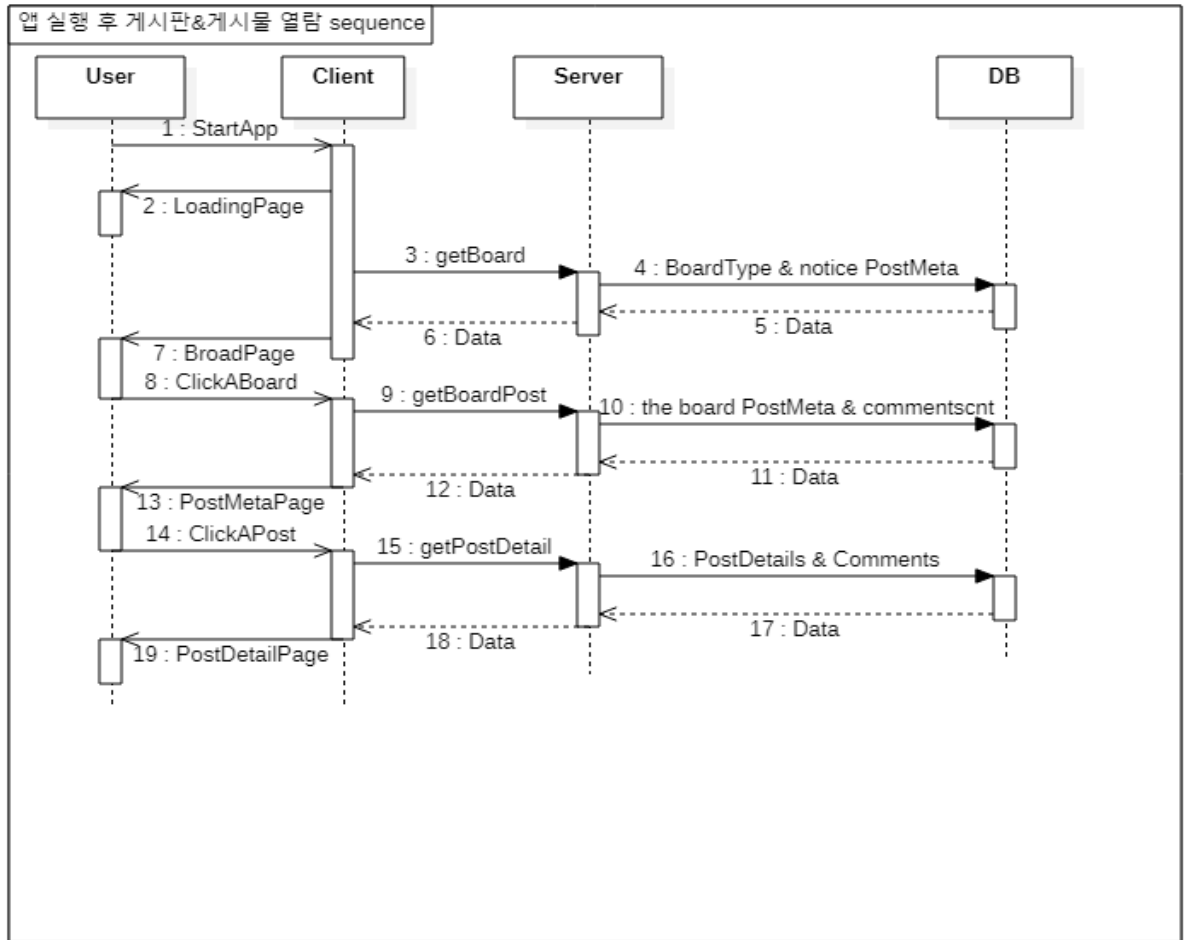 앱 실행 후 게시판&게시물 열람 sequence
User
Client
Server
DB
1 : StartApp
2 : LoadingPage
3 : getBoard
4 : BoardType & notice PostMeta
5 : Data
6 : Data
7 : BroadPage
8 : ClickABoard
9 : getBoardPost
10 : the board PostMeta & commentscnt
11 : Data
12 : Data
13 : PostMetaPage
14 : ClickAPost
15 : getPostDetail
16 : PostDetails & Comments
17 : Data
18 : Data
19 : PostDetailPage